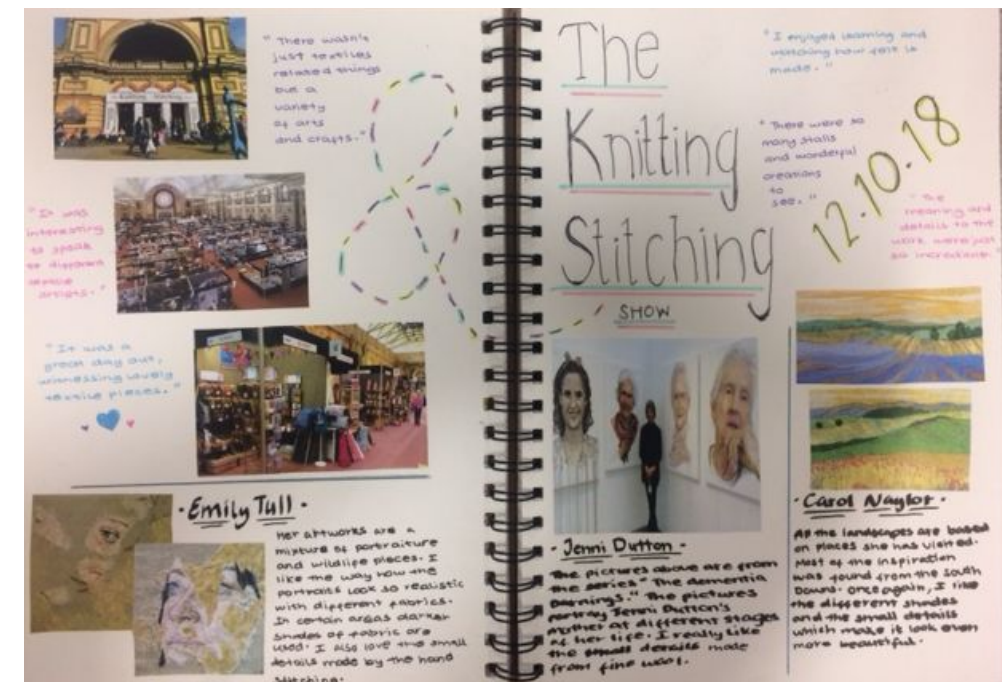 "There wasn't
just textiles
related things
but a
variety
of arts
and crafts."
"It was
interesting
to speak
to different
textile
artists."
"It was a
great day out,
witnessing lovely
textile pieces."
· Emily Tull ·
Her artworks are a
mixture of portraiture
and wildlife pieces. I
like the way how the
portraits look so realistic
with different fabrics.
In certain areas darker
shades of fabric are
used. I also love the small
details made by the hand
stitching.
The
Knitting
Stitching
SHOW
"I enjoyed learning and
watching how felt is
made."
"There were so
many stalls
and wonderful
creations
to
see."
12.10.18
"The
meaning and
details to the
work were just
so incredible."
· Jenni Dutton ·
The pictures above are from
the series "The dementia
darnings." The pictures
portray Jenni Dutton's
mother at different stages
of her life. I really like
the small details made
from fine wool.
· Carol Naylor ·
All the landscapes are based
on places she has visited.
Most of the inspiration
was found from the South
Downs. Once again, I like
the different shades
and the small details
which make it look even
more beautiful.